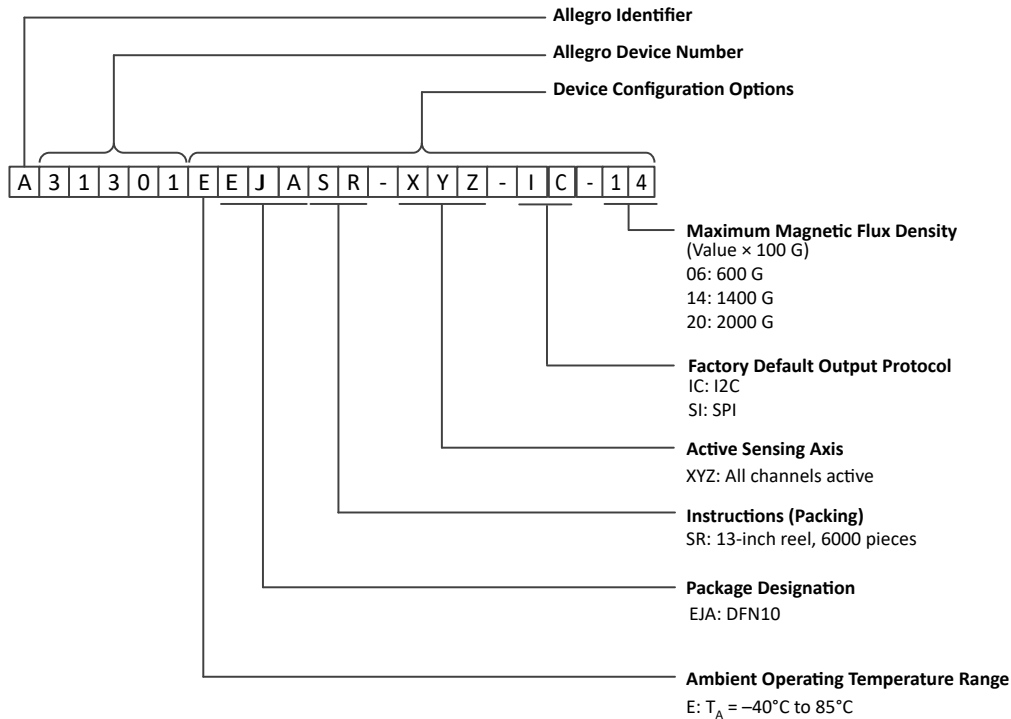 Allegro Identifier
Allegro Device Number
Device Configuration Options
A 3 1 3 0 1 E E J A S R - X Y Z - I C - 1 4
Maximum Magnetic Flux Density
(Value × 100 G)
06: 600 G
14: 1400 G
20: 2000 G
Factory Default Output Protocol
IC: I2C
SI: SPI
Active Sensing Axis
XYZ: All channels active
Instructions (Packing)
SR: 13-inch reel, 6000 pieces
Package Designation
EJA: DFN10
Ambient Operating Temperature Range
E: TA = –40°C to 85°C